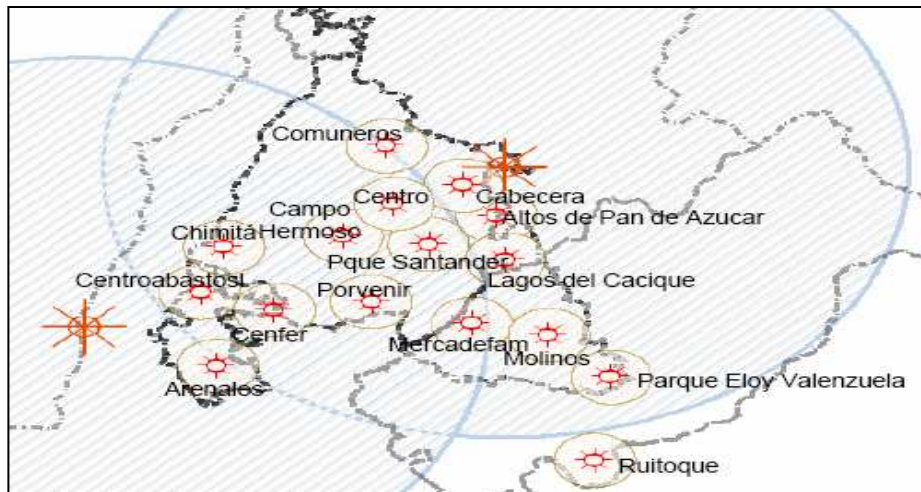 Comuneros
Centro
Cabecera
Campo
Hermoso
Altos de Pan de Azucar
Chimitá
Pque Santander
Lagos del Cacique
Centroabastosl
Porvenir
Cenfer
Mercadefam
Molinos
Arenalos
Parque Eloy Valenzuela
Ruitoque